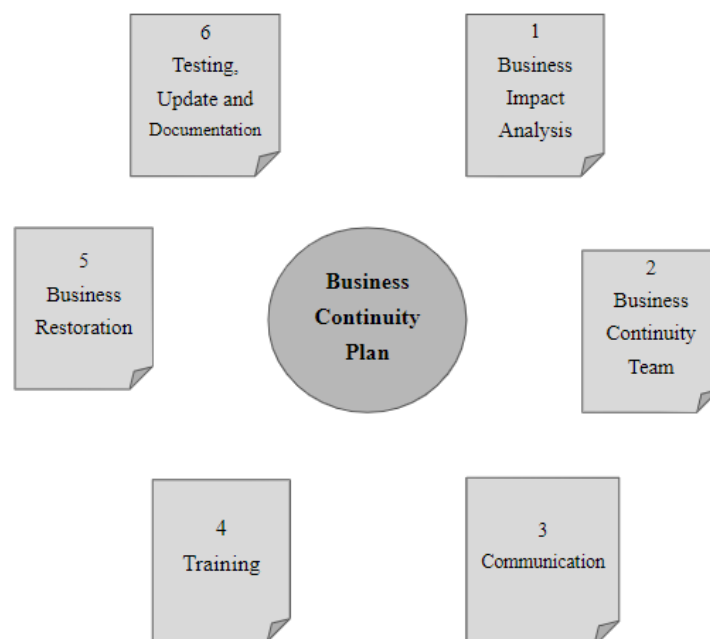 6
Testing,
Update and
Documentation
1
Business
Impact
Analysis
5
Business
Restoration
Business
Continuity
Plan
2
Business
Continuity
Team
4
Training
3
Communication